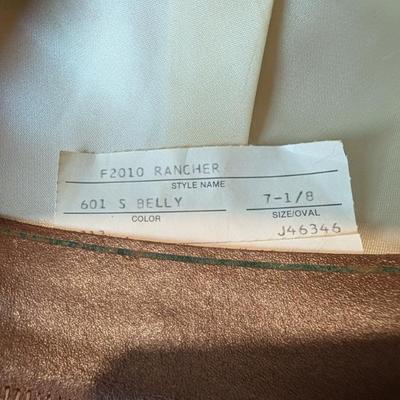 F2010 RANCHER
STYLE NAME
601 S BELLY 7-1/8
COLOR SIZE/OVAL
J46346